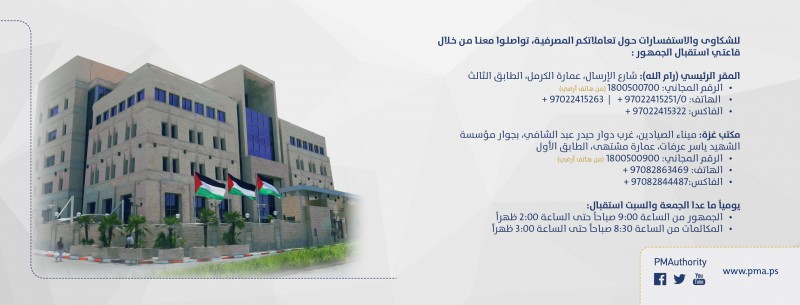 للشكاوى والاستفسارات حول تعاملاتكم المصرفية، تواصلوا معنا من خلال
قاعتي استقبال الجمهور :
المقر الرئيسي (رام الله): شارع الإرسال، عمارة الكرمل، الطابق الثالث
• الرقم المجاني: 1800500700 (من هاتف أرضي)
• الهاتف: 97022415251/0 + | 97022415263 +
• الفاكس: 97022415322 +
مكتب غزة: ميناء الصيادين، غرب دوار حيدر عبد الشافي، بجوار مؤسسة
الشهيد ياسر عرفات، عمارة مشتهى، الطابق الأول
• الرقم المجاني: 1800500900 (من هاتف أرضي)
• الهاتف: 97082863469 +
• الفاكس: 97082844487 +
يومياً ما عدا الجمعة والسبت استقبال:
• الجمهور من الساعة 9:00 صباحاً حتى الساعة 2:00 ظهراً
• المكالمات من الساعة 8:30 صباحاً حتى الساعة 3:00 ظهراً
PMAuthority
You Tube
www.pma.ps